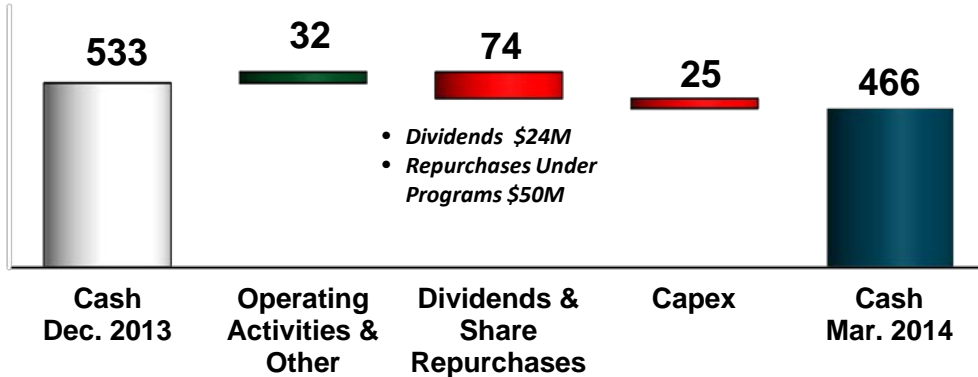 533
32
74
25
466
• Dividends $24M
• Repurchases Under
Programs $50M
Cash
Dec. 2013
Operating
Activities &
Other
Dividends &
Share
Repurchases
Capex
Cash
Mar. 2014